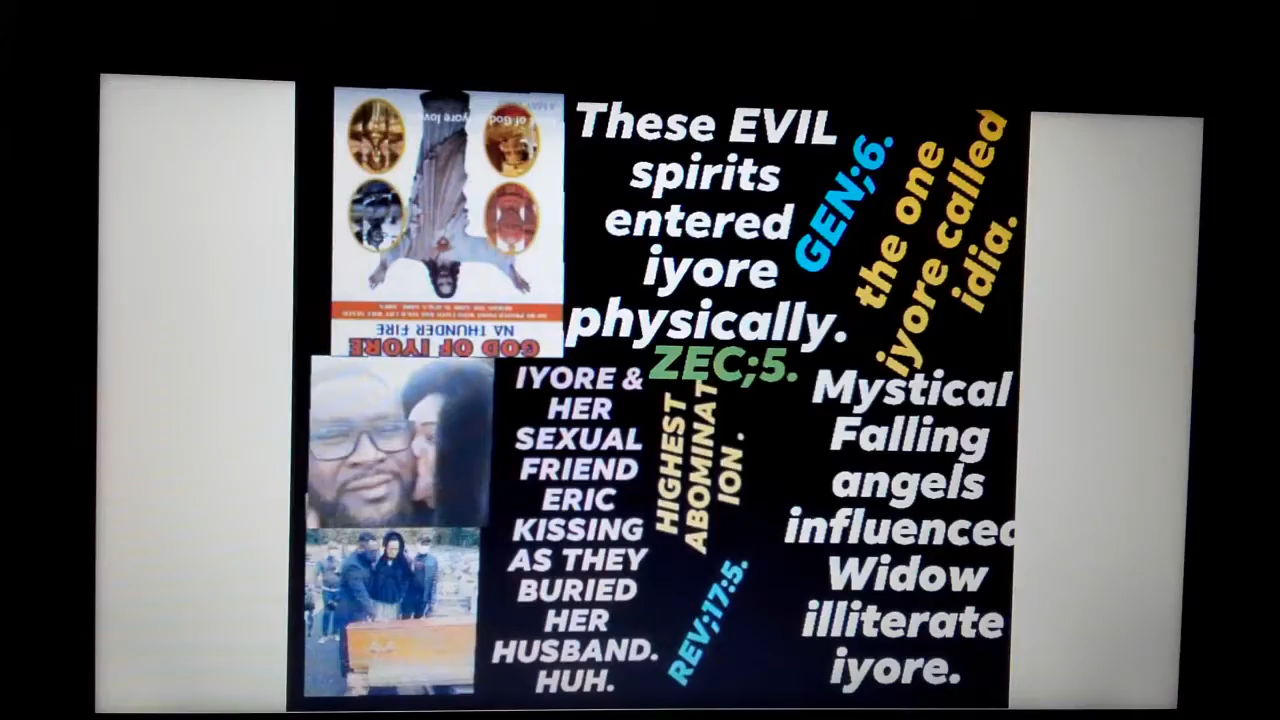 These EVIL
spirits
entered
iyore
physically.
GEN;6.
the one
iyore called
idia.
ZEC;5.
GOD OF IYORE
NA THUNDER FIRE
IYORE &
HER
SEXUAL
FRIEND
ERIC
KISSING
AS THEY
BURIED
HER
HUSBAND.
HUH.
HIGHEST
ABOMINAT
ION.
REV;17:5.
Mystical
Falling
angels
influenced
Widow
illiterate
iyore.